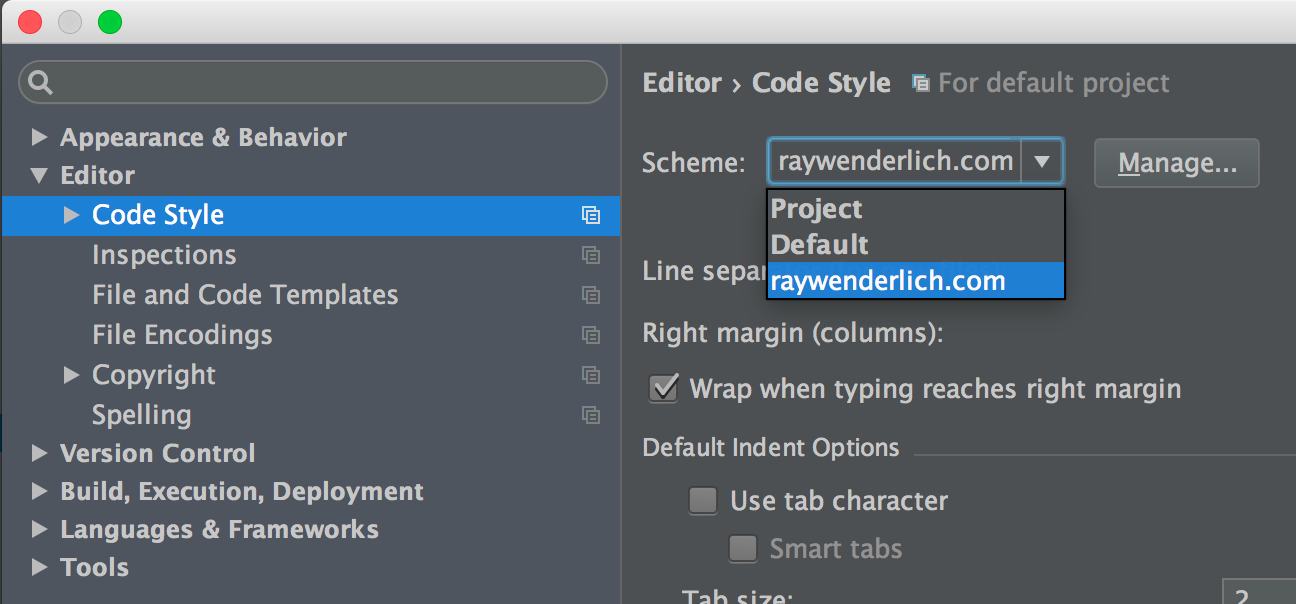 Appearance & Behavior
Editor
Code Style
Inspections
File and Code Templates
File Encodings
Copyright
Spelling
Version Control
Build, Execution, Deployment
Languages & Frameworks
Tools
Editor › Code Style For default project
Scheme: raywenderlich.com Manage...
Project
Default
raywenderlich.com
Line
Right margin (columns):
Wrap when typing reaches right margin
Default Indent Options
Use tab character
Smart tabs
Tab size: 2